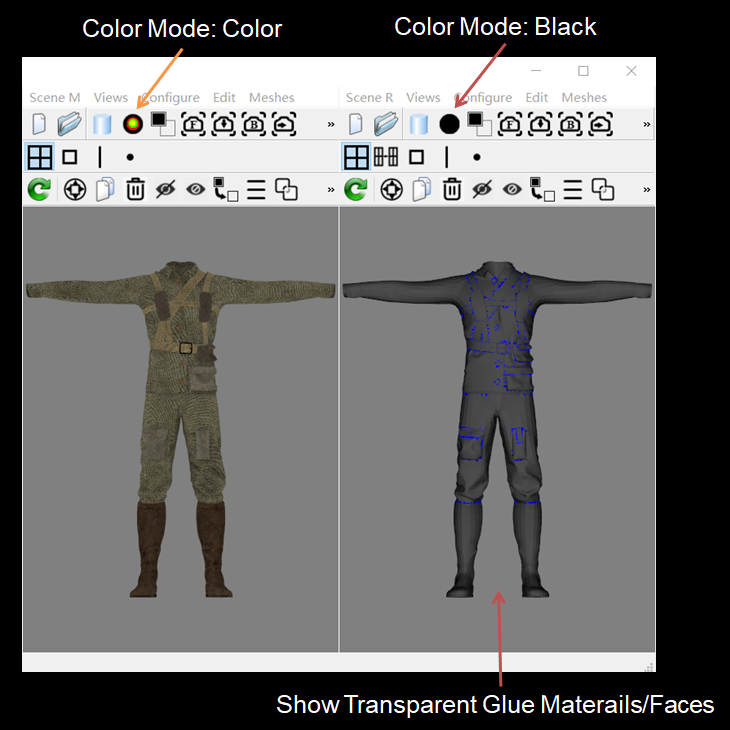 Color Mode: Color
Color Mode: Black
Scene M Views Configure Edit Meshes
Scene R Views Configure Edit Meshes
F B
F B
Show Transparent Glue Materails/Faces